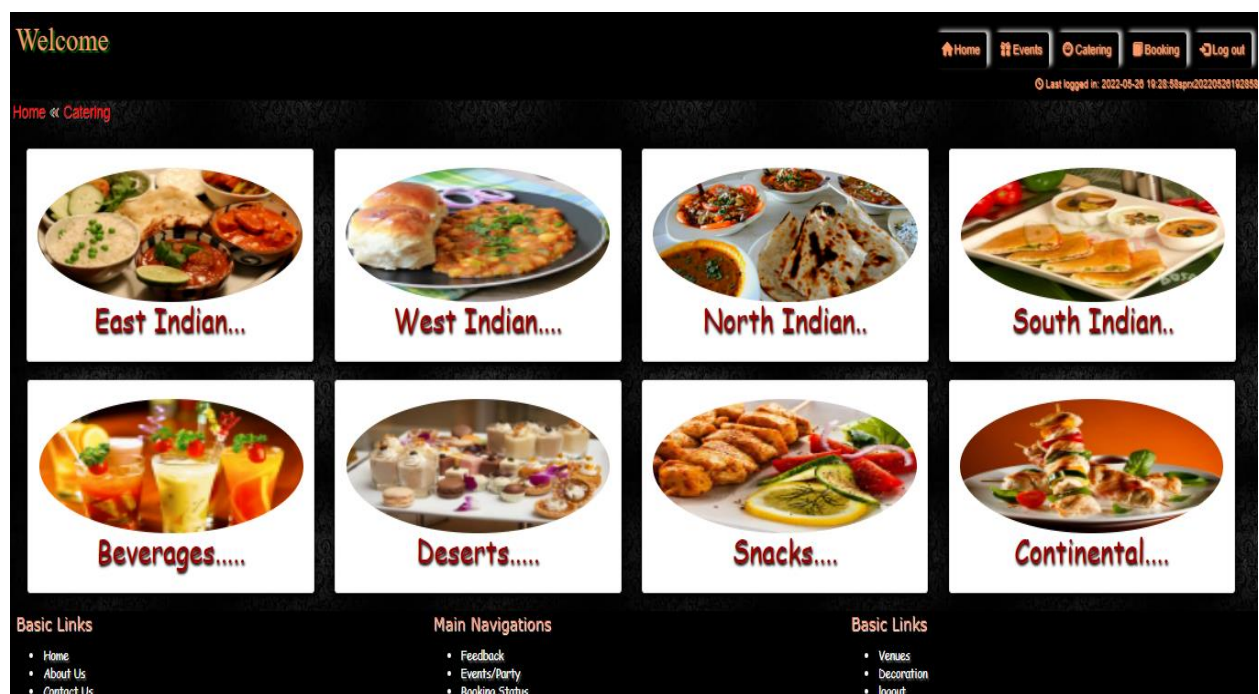 Welcome
Home Events Catering Booking Log out
Last logged in: 2022-05-26 19:28:58sprx20220526192858
Home « Catering
East Indian...
West Indian....
North Indian..
South Indian..
Beverages.....
Deserts.....
Snacks....
Continental....
Basic Links
Home
About Us
Contact Us
Main Navigations
Feedback
Events/Party
Booking Status
Basic Links
Venues
Decoration
logout